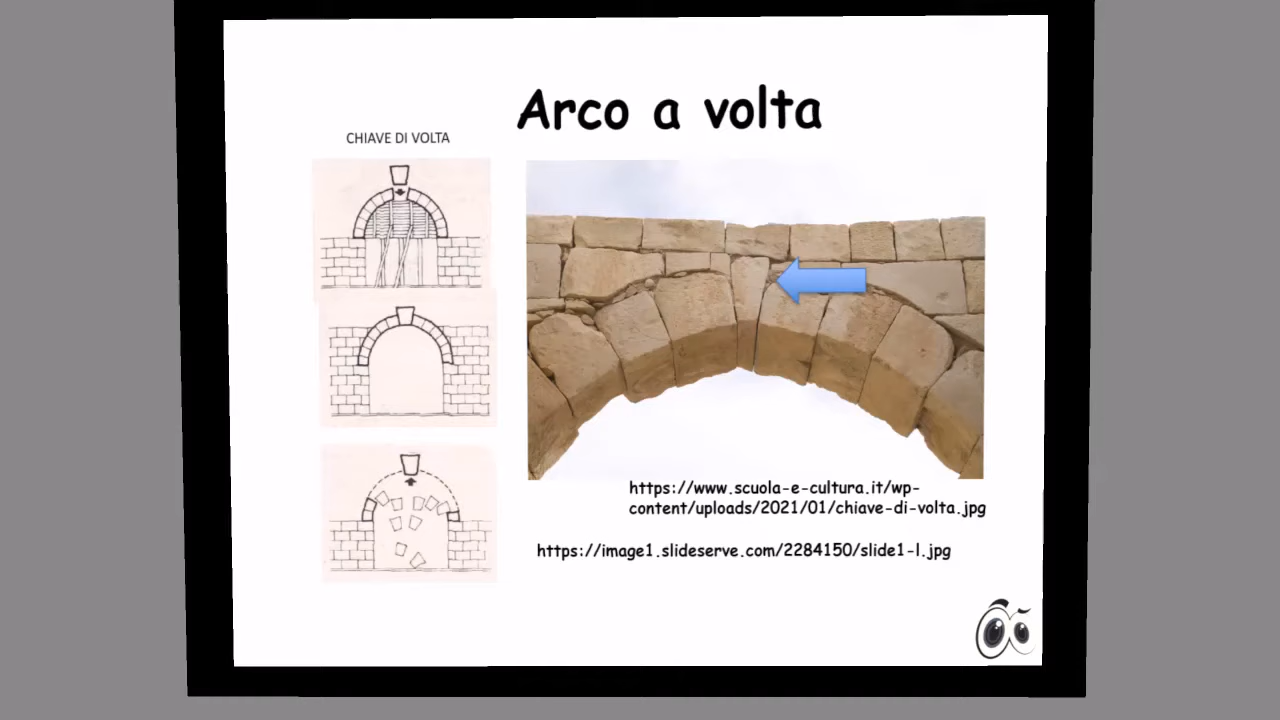 Arco a volta
CHIAVE DI VOLTA
https://www.scuola-e-cultura.it/wp-
content/uploads/2021/01/chiave-di-volta.jpg
https://image1.slideserve.com/2284150/slide1-l.jpg